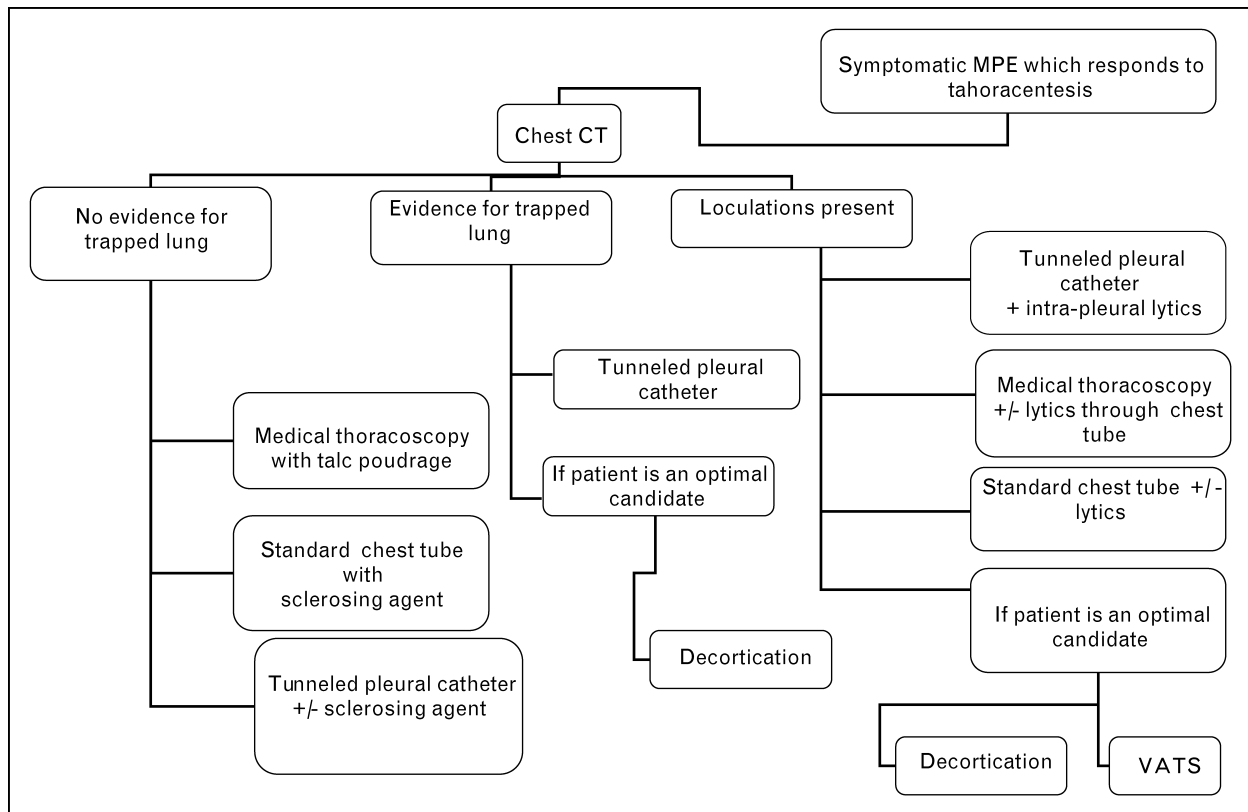 Symptomatic MPE which responds to
tahoracentesis
Chest CT
No evidence for
trapped lung
Evidence for trapped
lung
Loculations present
Medical thoracoscopy
with talc poudrage
Standard chest tube
with
sclerosing agent
Tunneled pleural catheter
+/- sclerosing agent
Tunneled pleural
catheter
If patient is an optimal
candidate
Decortication
Tunneled pleural
catheter
+ intra-pleural lytics
Medical thoracoscopy
+/- lytics through chest
tube
Standard chest tube +/-
lytics
If patient is an optimal
candidate
Decortication
VATS